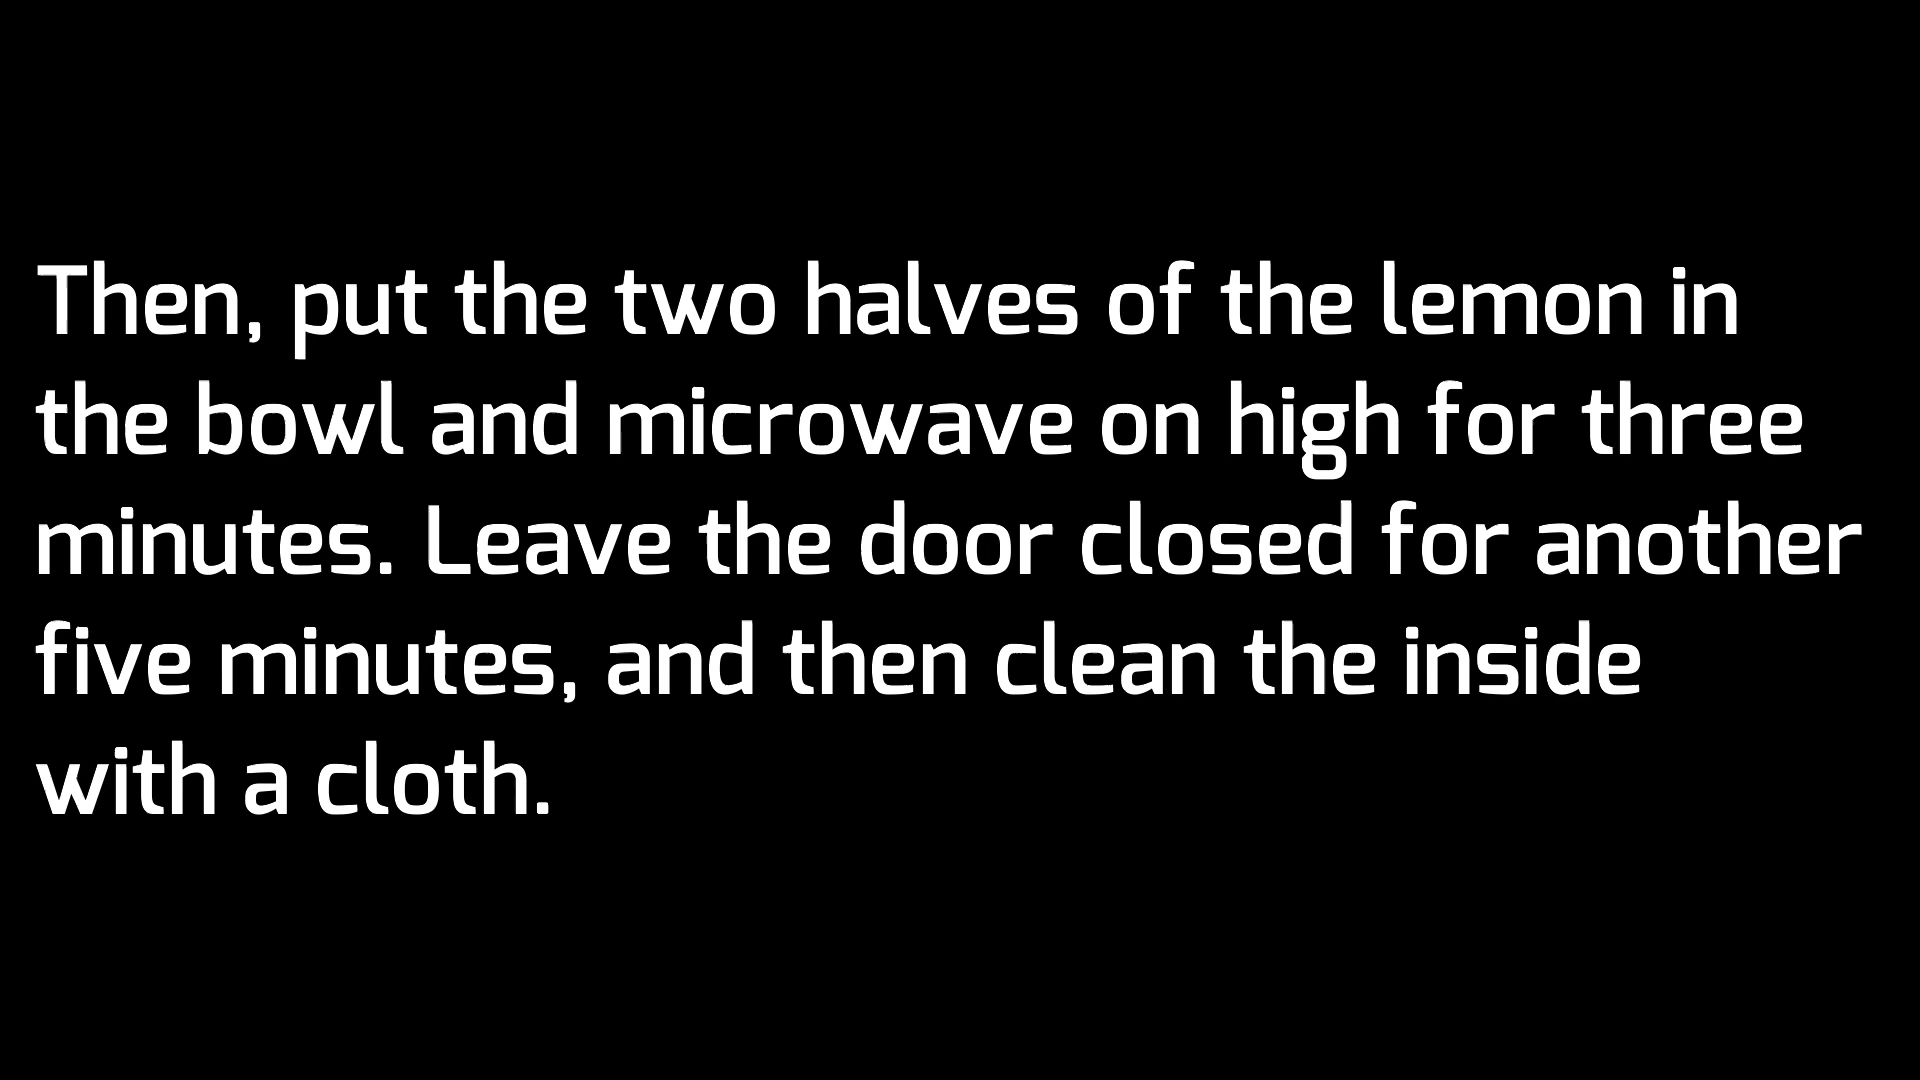 Then, put the two halves of the lemon in
the bowl and microwave on high for three
minutes. Leave the door closed for another
five minutes, and then clean the inside
with a cloth.